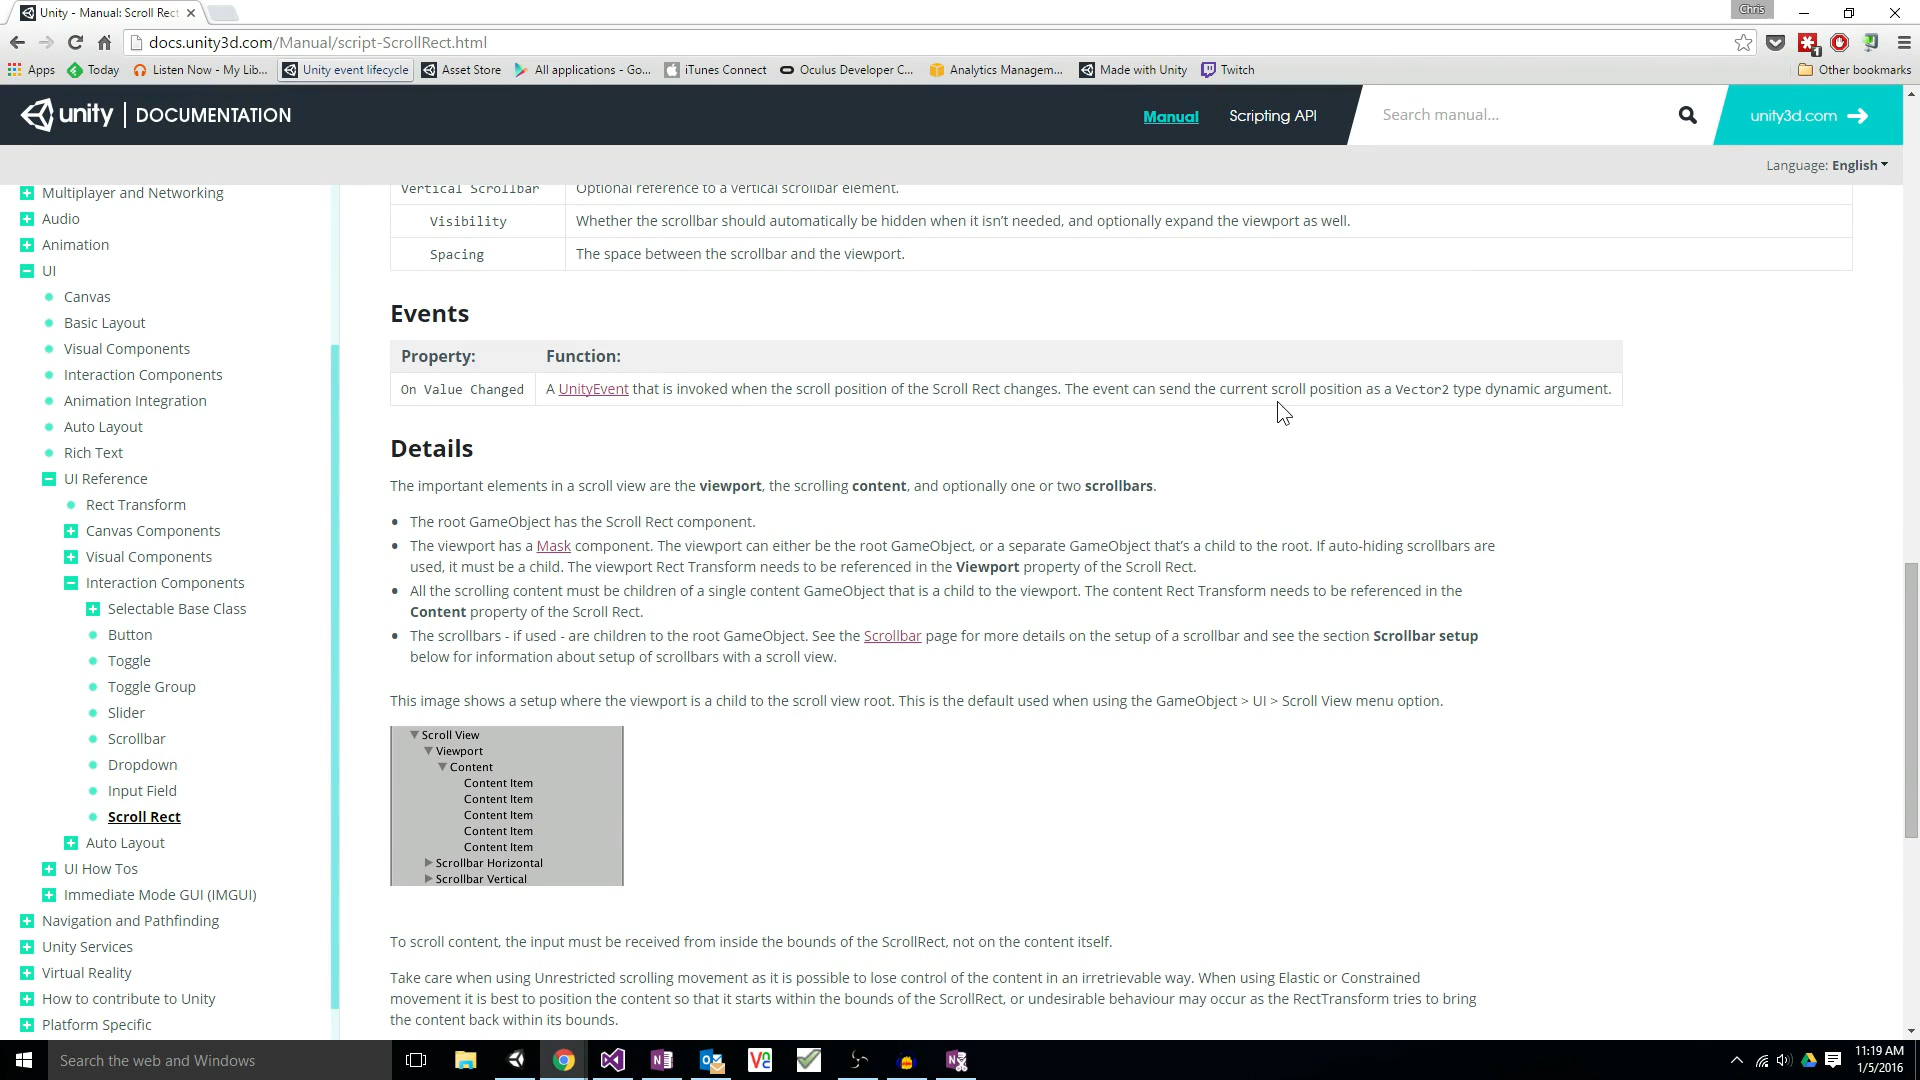 Unity - Manual: Scroll Rect
Chris
docs.unity3d.com/Manual/script-ScrollRect.html
1
Apps
Today
Listen Now - My Lib...
Unity event lifecycle
Asset Store
All applications - Go...
iTunes Connect
Oculus Developer C...
Analytics Managem...
Made with Unity
Twitch
Other bookmarks
unity | DOCUMENTATION
Manual
Scripting API
Search manual...
unity3d.com
Language: English
Multiplayer and Networking
Audio
Animation
UI
Canvas
Basic Layout
Visual Components
Interaction Components
Animation Integration
Auto Layout
Rich Text
UI Reference
Rect Transform
Canvas Components
Visual Components
Interaction Components
Selectable Base Class
Button
Toggle
Toggle Group
Slider
Scrollbar
Dropdown
Input Field
Scroll Rect
Auto Layout
UI How Tos
Immediate Mode GUI (IMGUI)
Navigation and Pathfinding
Unity Services
Virtual Reality
How to contribute to Unity
Platform Specific
Vertical Scrollbar Optional reference to a vertical scrollbar element.
Visibility Whether the scrollbar should automatically be hidden when it isn’t needed, and optionally expand the viewport as well.
Spacing The space between the scrollbar and the viewport.
Events
Property: Function:
On Value Changed A UnityEvent that is invoked when the scroll position of the Scroll Rect changes. The event can send the current scroll position as a Vector2 type dynamic argument.
Details
The important elements in a scroll view are the viewport, the scrolling content, and optionally one or two scrollbars.
• The root GameObject has the Scroll Rect component.
• The viewport has a Mask component. The viewport can either be the root GameObject, or a separate GameObject that’s a child to the root. If auto-hiding scrollbars are
used, it must be a child. The viewport Rect Transform needs to be referenced in the Viewport property of the Scroll Rect.
• All the scrolling content must be children of a single content GameObject that is a child to the viewport. The content Rect Transform needs to be referenced in the
Content property of the Scroll Rect.
• The scrollbars - if used - are children to the root GameObject. See the Scrollbar page for more details on the setup of a scrollbar and see the section Scrollbar setup
below for information about setup of scrollbars with a scroll view.
This image shows a setup where the viewport is a child to the scroll view root. This is the default used when using the GameObject > UI > Scroll View menu option.
Scroll View
Viewport
Content
Content Item
Content Item
Content Item
Content Item
Content Item
Scrollbar Horizontal
Scrollbar Vertical
To scroll content, the input must be received from inside the bounds of the ScrollRect, not on the content itself.
Take care when using Unrestricted scrolling movement as it is possible to lose control of the content in an irretrievable way. When using Elastic or Constrained
movement it is best to position the content so that it starts within the bounds of the ScrollRect, or undesirable behaviour may occur as the RectTransform tries to bring
the content back within its bounds.
Search the web and Windows
11:19 AM
1/5/2016